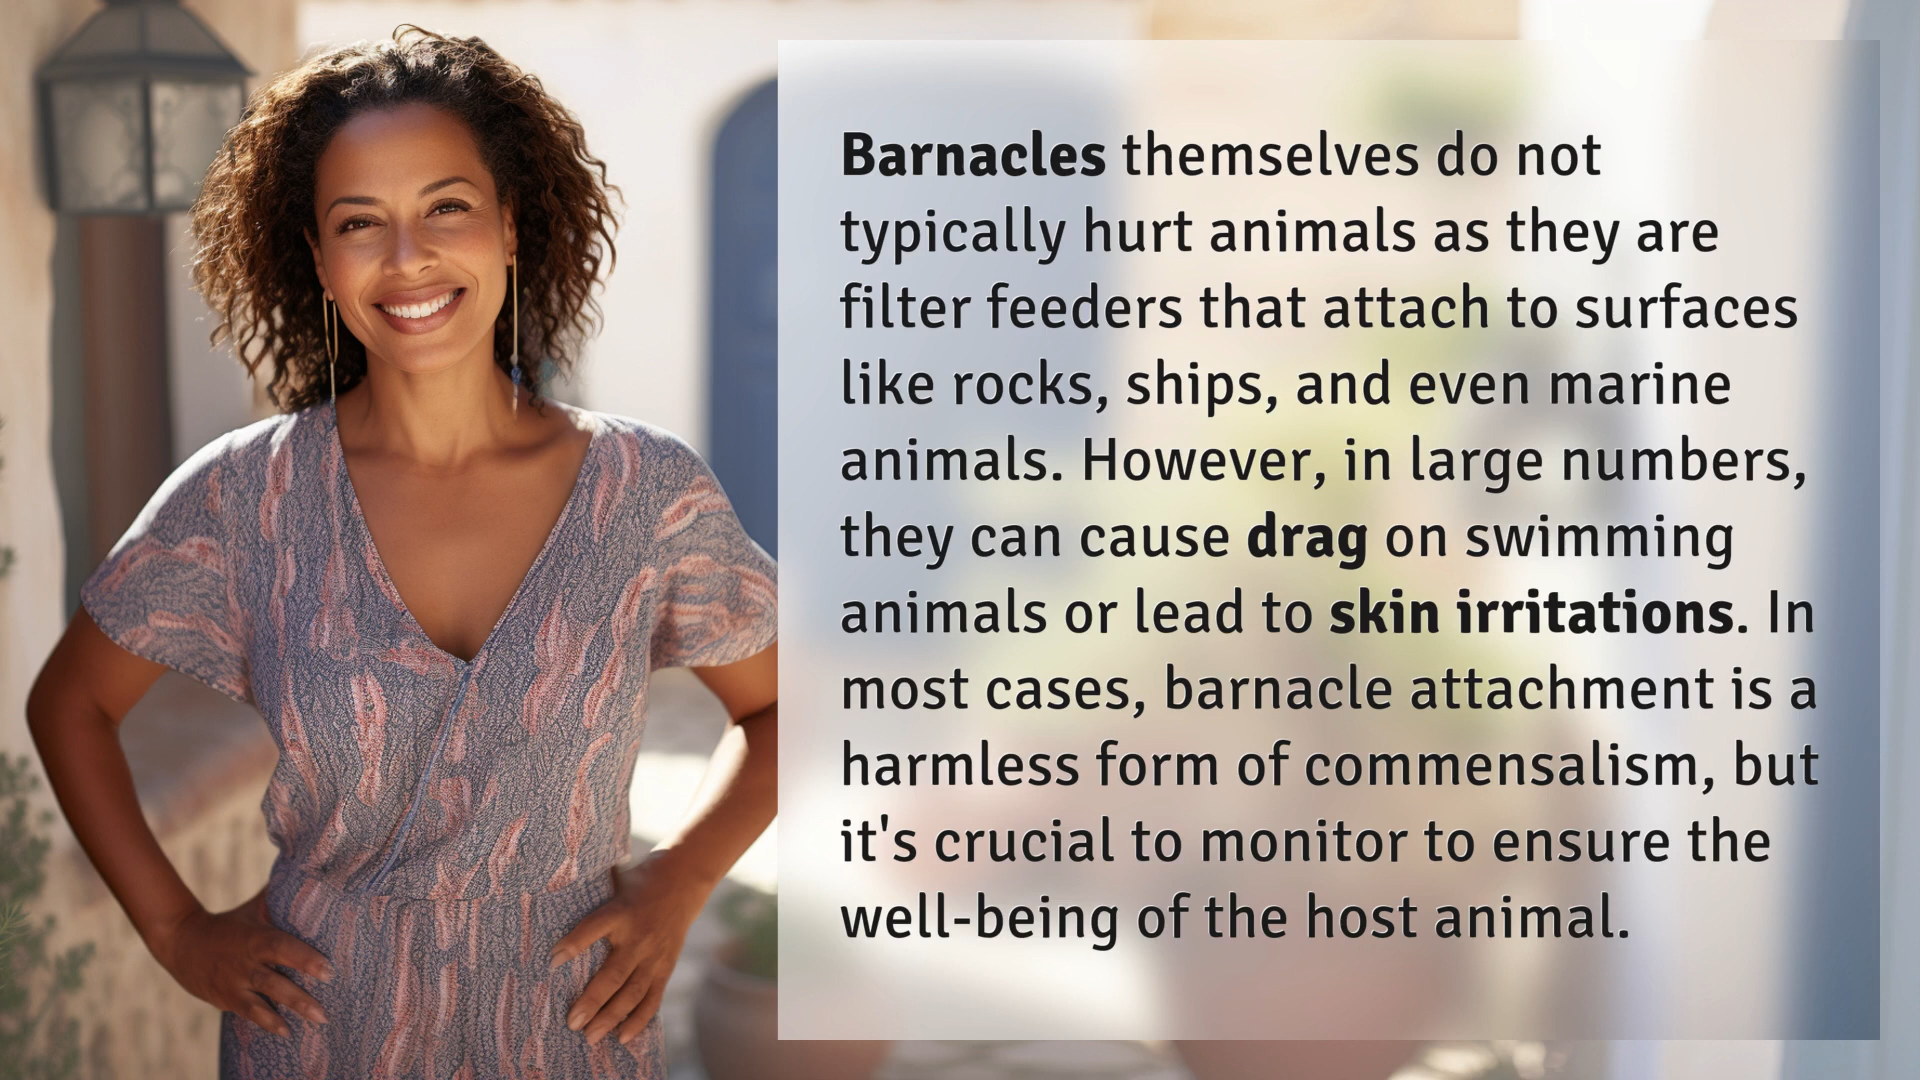 Barnacles themselves do not
typically hurt animals as they are
filter feeders that attach to surfaces
like rocks, ships, and even marine
animals. However, in large numbers,
they can cause drag on swimming
animals or lead to skin irritations. In
most cases, barnacle attachment is a
harmless form of commensalism, but
it's crucial to monitor to ensure the
well-being of the host animal.